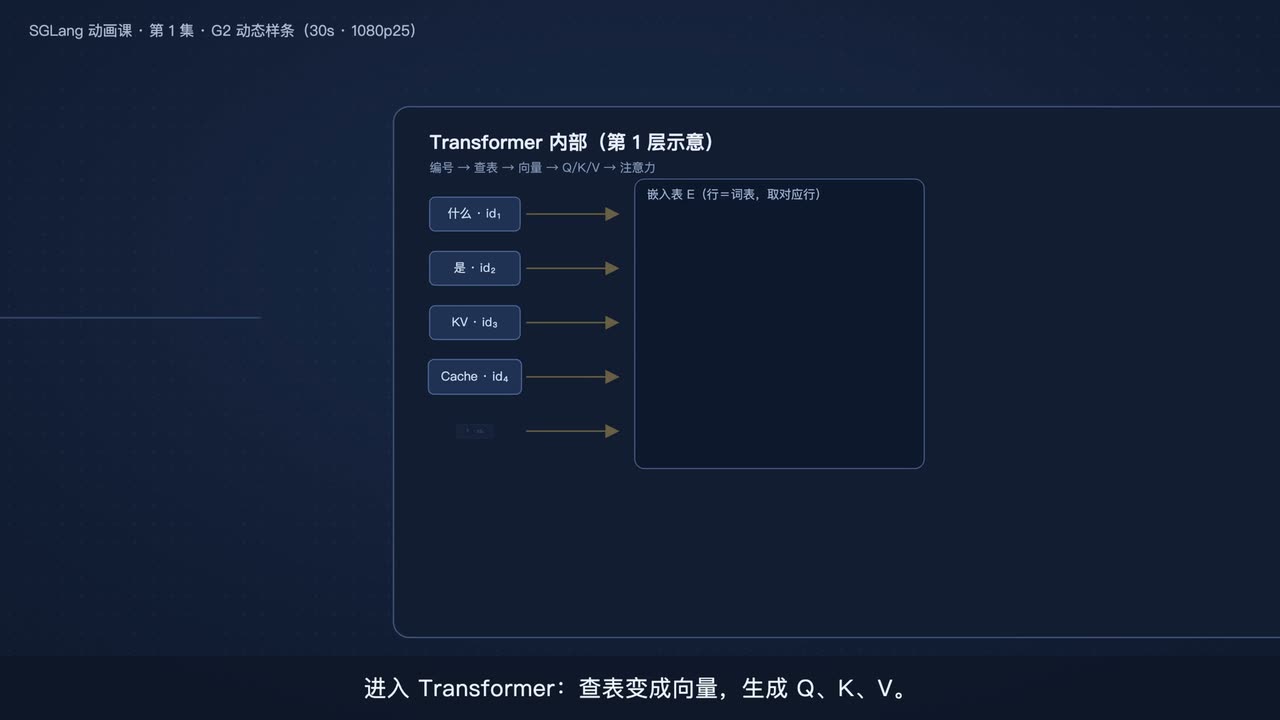 SGLang 动画课 · 第 1 集 · G2 动态样条（30s · 1080p25）
Transformer 内部（第 1 层示意）
编号 → 查表 → 向量 → Q/K/V → 注意力
嵌入表 E（行＝词表，取对应行）
什么 · id₁
是 · id₂
KV · id₃
Cache · id₄
进入 Transformer：查表变成向量，生成 Q、K、V。